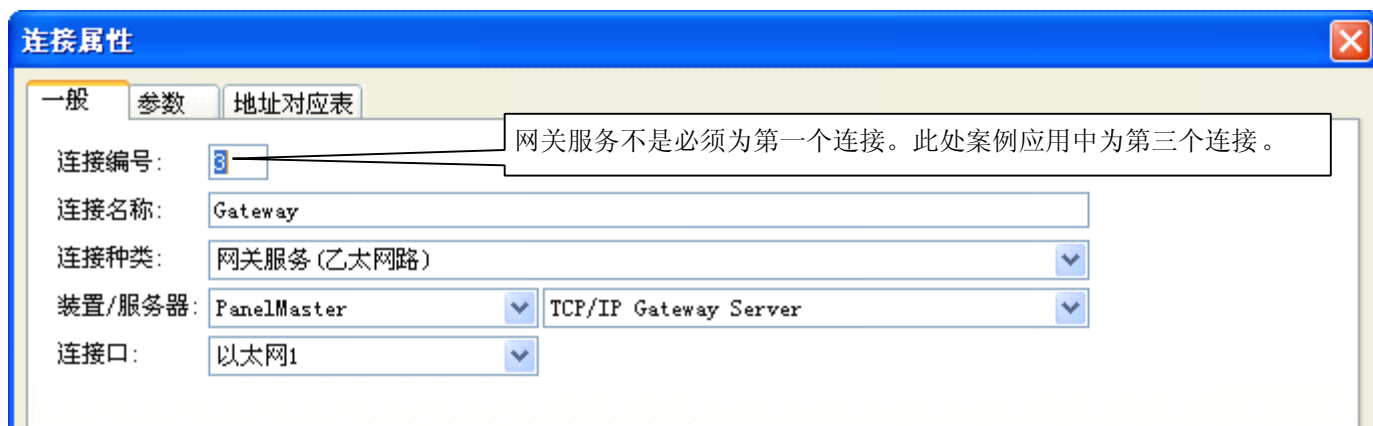 连接属性
一般 参数 地址对应表
网关服务不是必须为第一个连接。此处案例应用中为第三个连接。
连接编号: 3
连接名称: Gateway
连接种类: 网关服务(乙太网路)
装置/服务器: PanelMaster TCP/IP Gateway Server
连接口: 以太网1